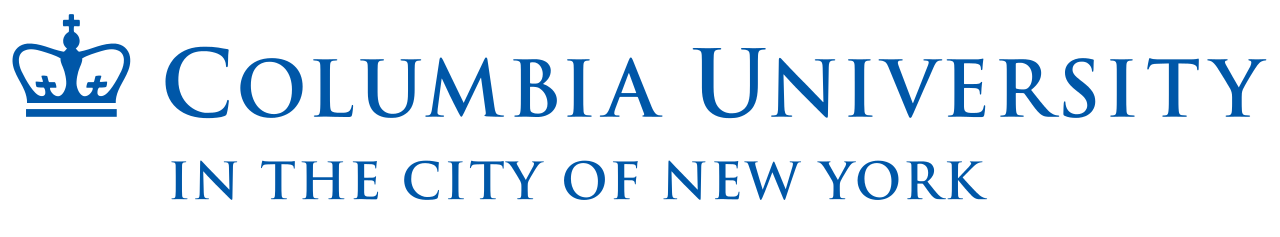 COLUMBIA UNIVERSITY
IN THE CITY OF NEW YORK